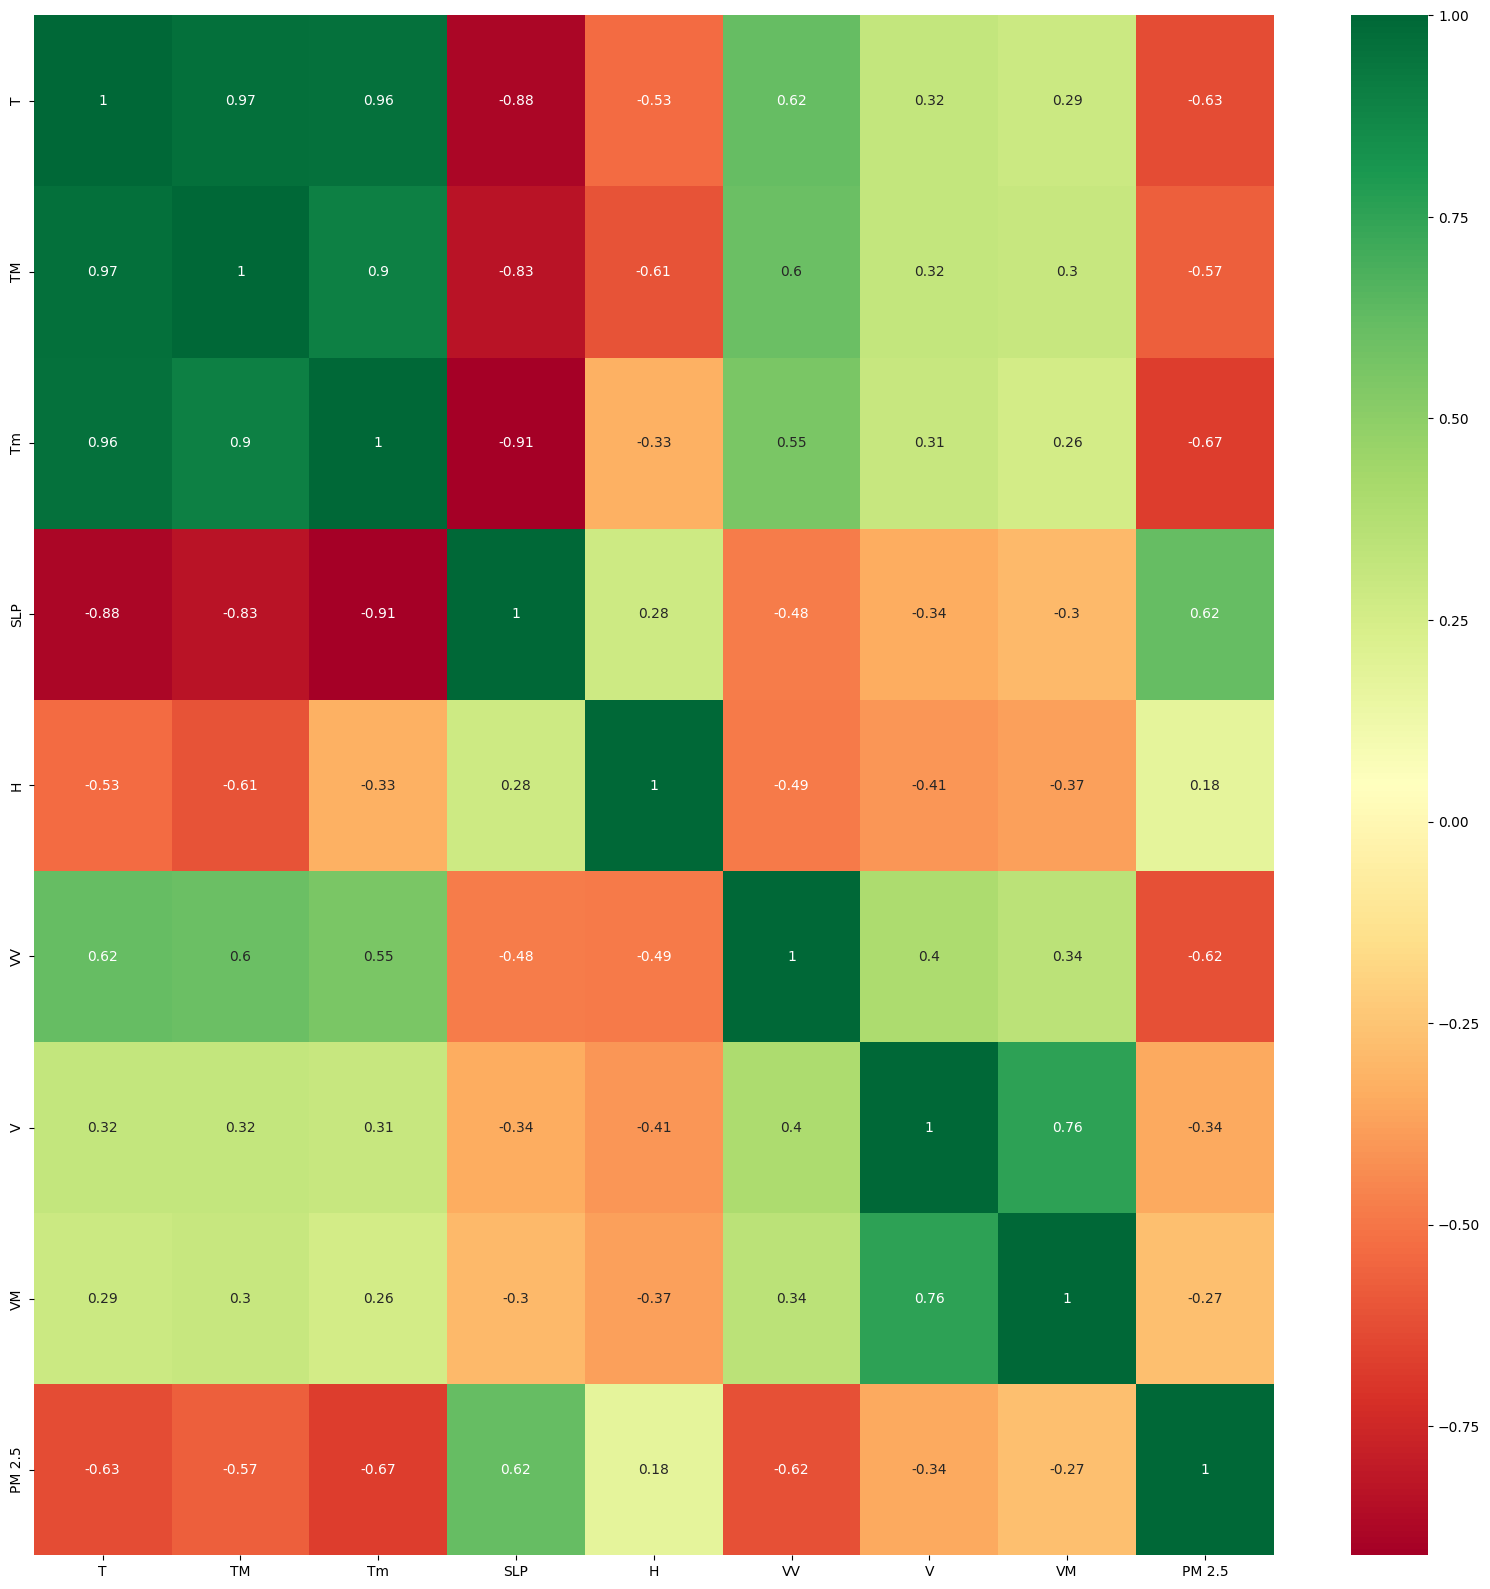 T 1 0.97 0.96 -0.88 -0.53 0.62 0.32 0.29 -0.63
TM 0.97 1 0.9 -0.83 -0.61 0.6 0.32 0.3 -0.57
Tm 0.96 0.9 1 -0.91 -0.33 0.55 0.31 0.26 -0.67
SLP -0.88 -0.83 -0.91 1 0.28 -0.48 -0.34 -0.3 0.62
H -0.53 -0.61 -0.33 0.28 1 -0.49 -0.41 -0.37 0.18
VV 0.62 0.6 0.55 -0.48 -0.49 1 0.4 0.34 -0.62
V 0.32 0.32 0.31 -0.34 -0.41 0.4 1 0.76 -0.34
VM 0.29 0.3 0.26 -0.3 -0.37 0.34 0.76 1 -0.27
PM 2.5 -0.63 -0.57 -0.67 0.62 0.18 -0.62 -0.34 -0.27 1
T TM Tm SLP H VV V VM PM 2.5
1.00
0.75
0.50
0.25
0.00
−0.25
−0.50
−0.75